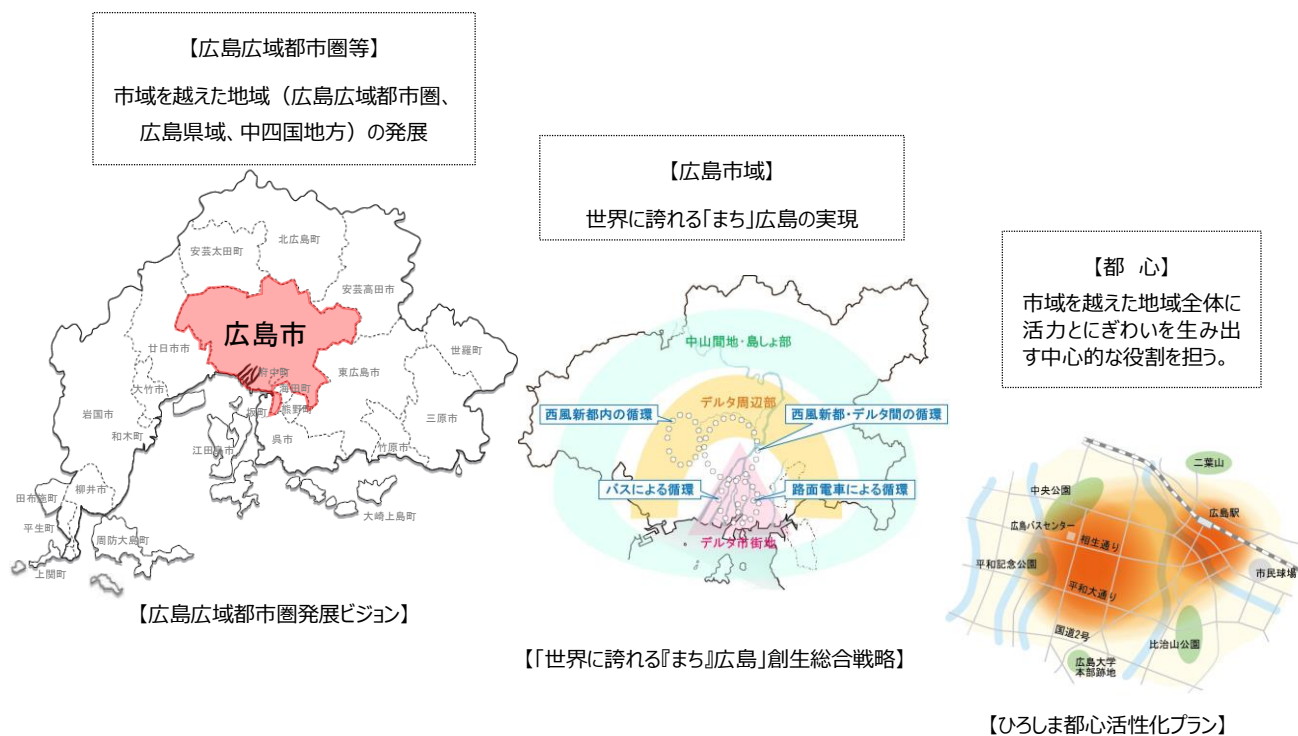 【広島広域都市圏等】
市域を越えた地域（広島広域都市圏、
広島県域、中四国地方）の発展
北広島町
安芸太田町
安芸高田市
広島市
世羅町
廿日市市
府中町
東広島市
海田町
大竹市
坂町
熊野町
岩国市
三原市
和木町
呉市
江田島市
竹原市
柳井市
田布施町
大崎上島町
平生町
周防大島町
上関町
【広島広域都市圏発展ビジョン】
【広島市域】
世界に誇れる「まち」広島の実現
中山間地・島しょ部
デルタ周辺部
西風新都内の循環
西風新都・デルタ間の循環
バスによる循環
路面電車による循環
デルタ市街地
【「世界に誇れる『まち』広島」創生総合戦略】
【都　心】
市域を越えた地域全体に
活力とにぎわいを生み出
す中心的な役割を担う。
二葉山
中央公園
広島駅
広島バスセンター
相生通り
平和記念公園
市民球場
平和大通り
国道2号
比治山公園
広島大学
本部跡地
【ひろしま都心活性化プラン】